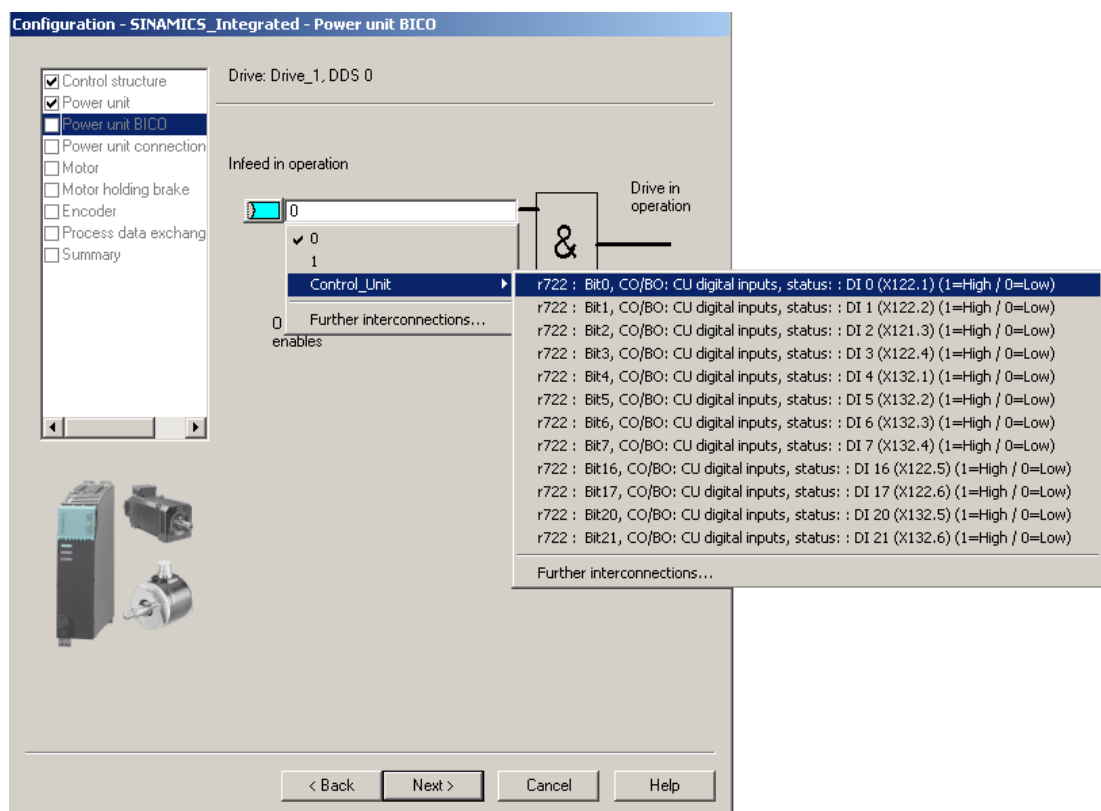 Configuration - SINAMICS_Integrated - Power unit BICO
Control structure
Power unit
Power unit BICO
Power unit connection
Motor
Motor holding brake
Encoder
Process data exchang
Summary
Drive: Drive_1, DDS 0
Infeed in operation
0
Drive in
operation
&
0
1
Control_Unit
Further interconnections...
0
enables
r722 : Bit0, CO/BO: CU digital inputs, status: : DI 0 (X122.1) (1=High / 0=Low)
r722 : Bit1, CO/BO: CU digital inputs, status: : DI 1 (X122.2) (1=High / 0=Low)
r722 : Bit2, CO/BO: CU digital inputs, status: : DI 2 (X121.3) (1=High / 0=Low)
r722 : Bit3, CO/BO: CU digital inputs, status: : DI 3 (X122.4) (1=High / 0=Low)
r722 : Bit4, CO/BO: CU digital inputs, status: : DI 4 (X132.1) (1=High / 0=Low)
r722 : Bit5, CO/BO: CU digital inputs, status: : DI 5 (X132.2) (1=High / 0=Low)
r722 : Bit6, CO/BO: CU digital inputs, status: : DI 6 (X132.3) (1=High / 0=Low)
r722 : Bit7, CO/BO: CU digital inputs, status: : DI 7 (X132.4) (1=High / 0=Low)
r722 : Bit16, CO/BO: CU digital inputs, status: : DI 16 (X122.5) (1=High / 0=Low)
r722 : Bit17, CO/BO: CU digital inputs, status: : DI 17 (X122.6) (1=High / 0=Low)
r722 : Bit20, CO/BO: CU digital inputs, status: : DI 20 (X132.5) (1=High / 0=Low)
r722 : Bit21, CO/BO: CU digital inputs, status: : DI 21 (X132.6) (1=High / 0=Low)
Further interconnections...
< Back
Next >
Cancel
Help